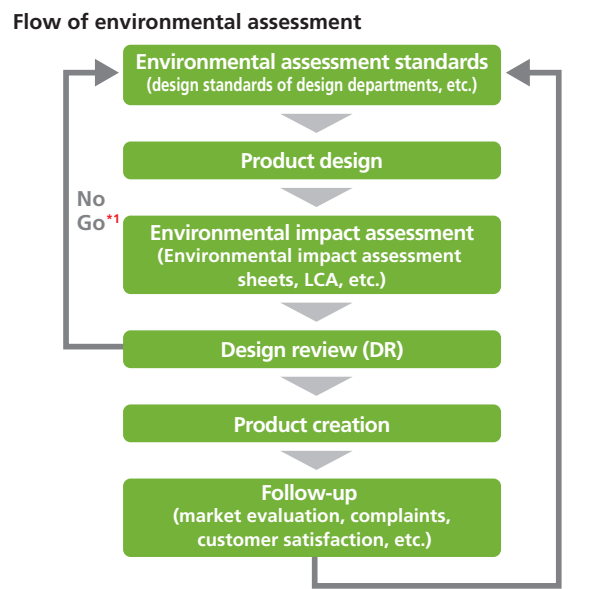 Flow of environmental assessment
Environmental assessment standards
(design standards of design departments, etc.)
Product design
No
Go*1
Environmental impact assessment
(Environmental impact assessment
sheets, LCA, etc.)
Design review (DR)
Product creation
Follow-up
(market evaluation, complaints,
customer satisfaction, etc.)